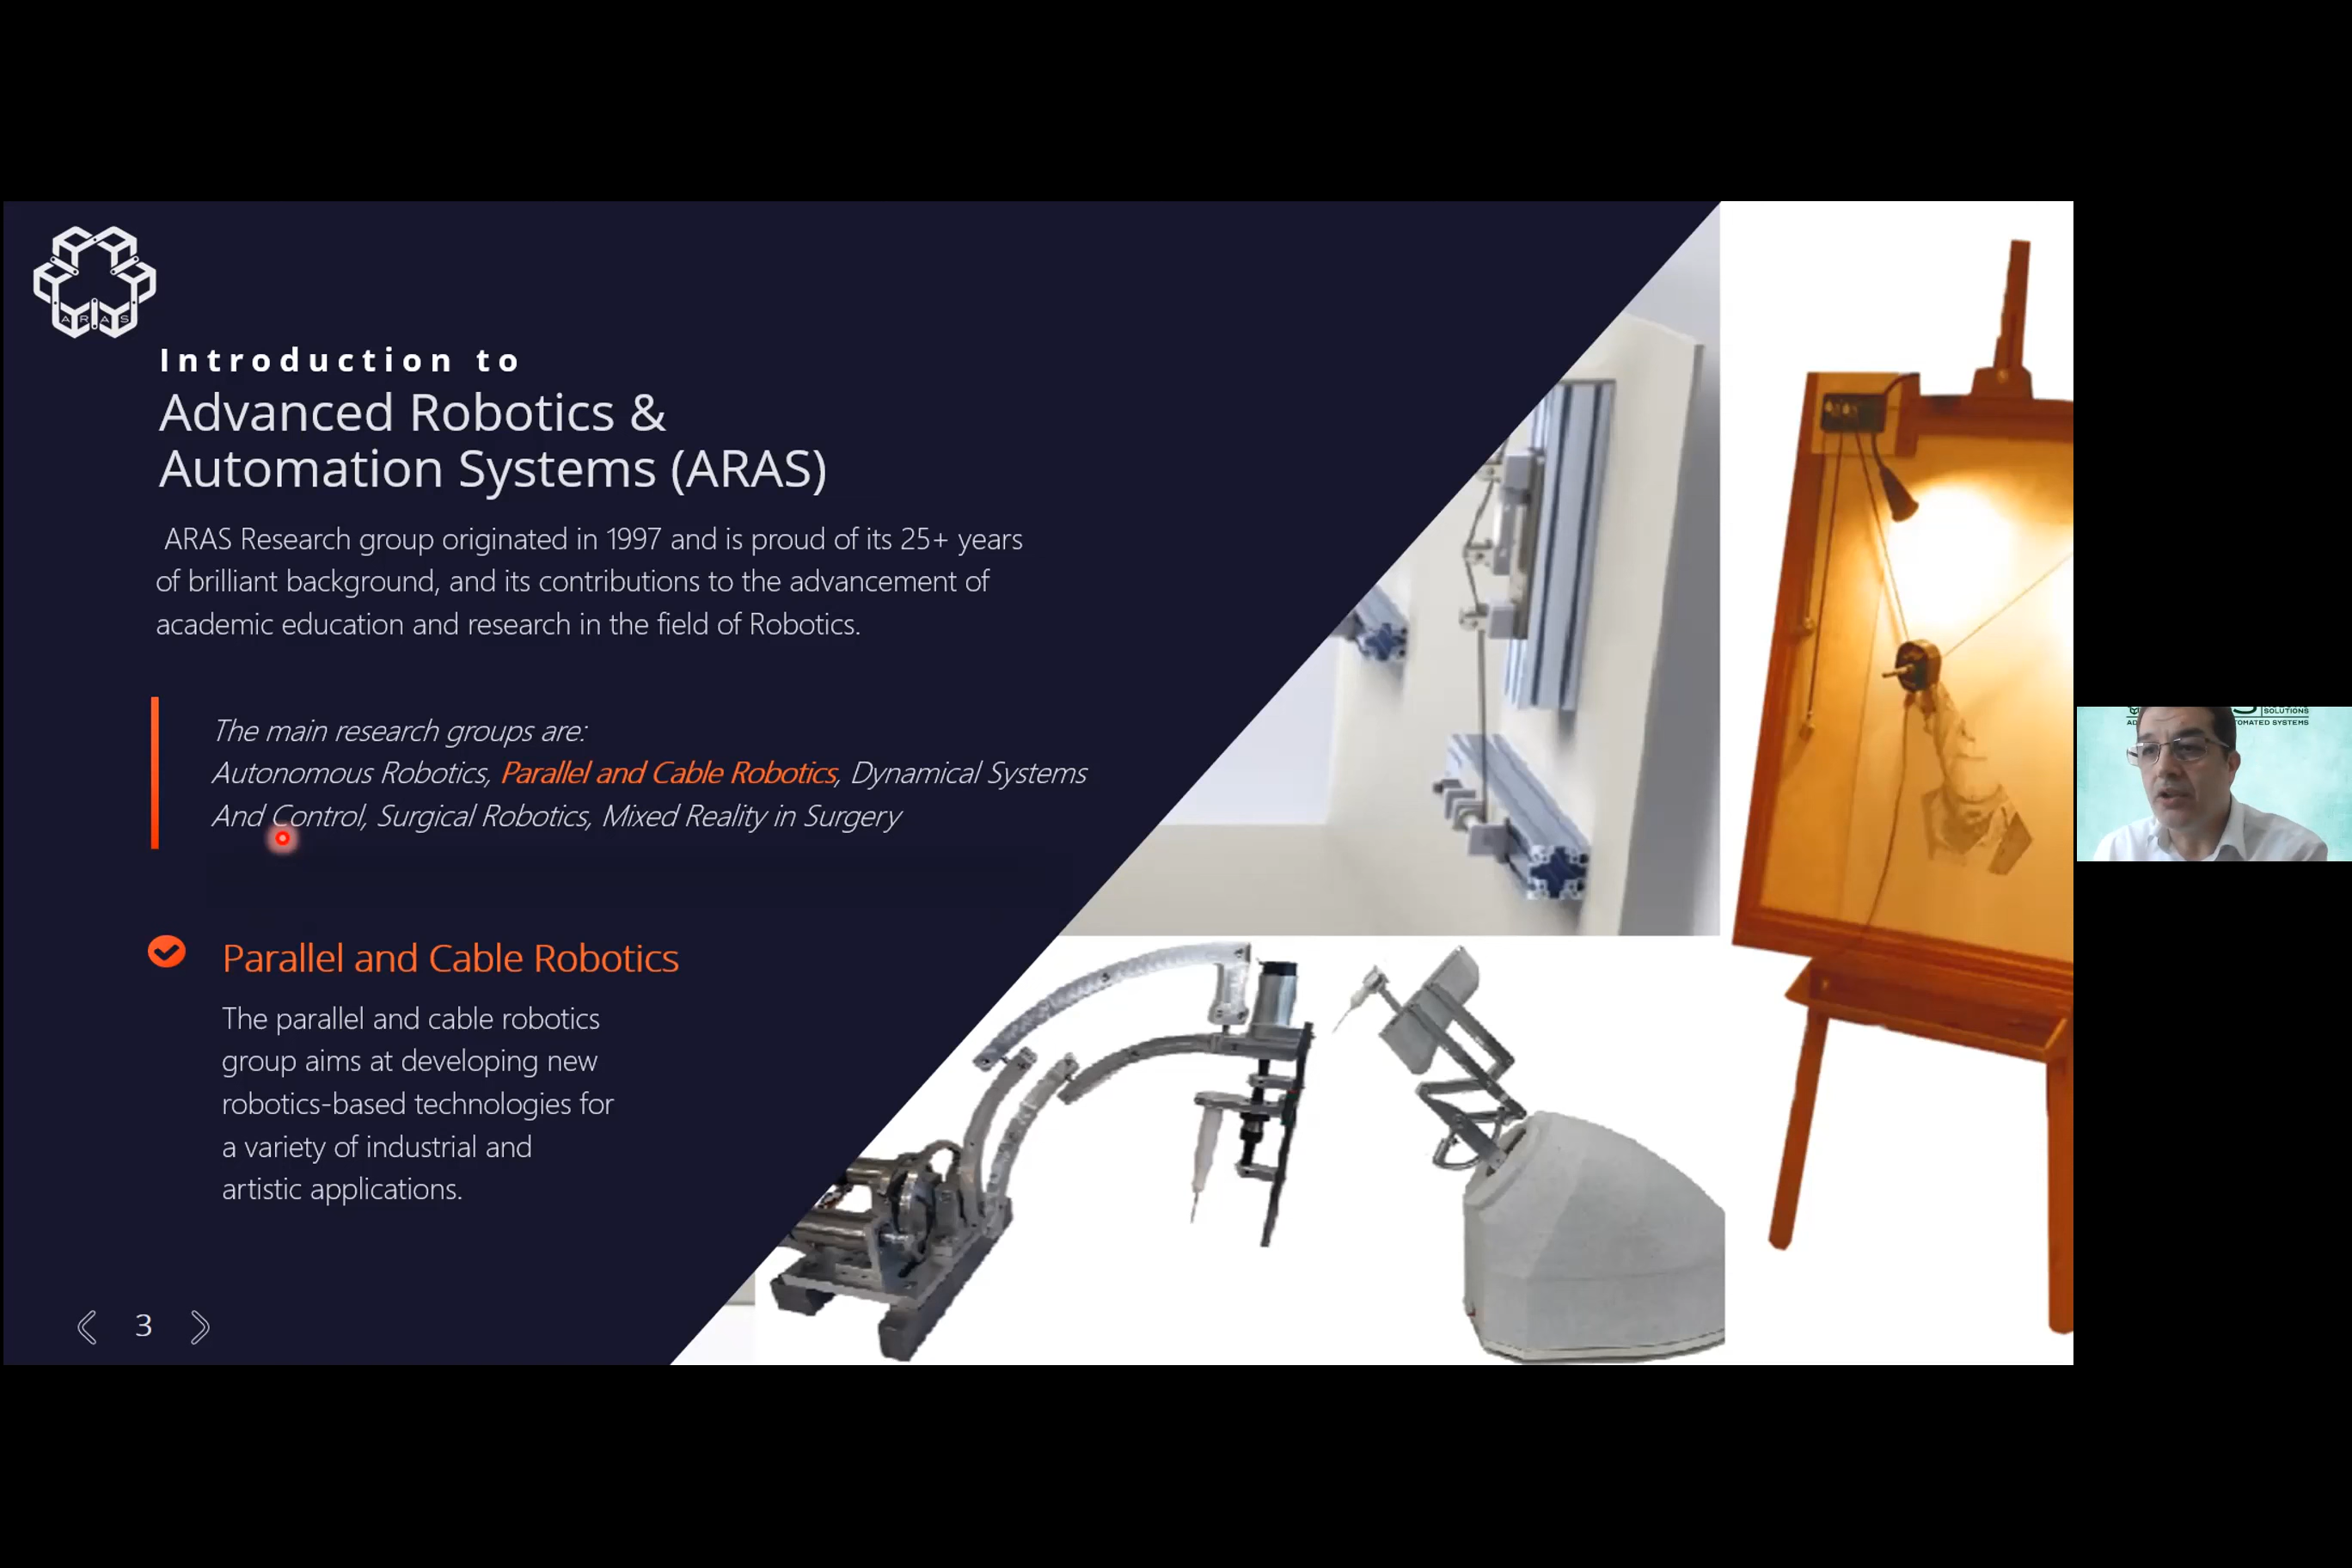 ARAS
Introduction to
Advanced Robotics &
Automation Systems (ARAS)
ARAS Research group originated in 1997 and is proud of its 25+ years
of brilliant background, and its contributions to the advancement of
academic education and research in the field of Robotics.
The main research groups are:
Autonomous Robotics, Parallel and Cable Robotics, Dynamical Systems
And Control, Surgical Robotics, Mixed Reality in Surgery
Parallel and Cable Robotics
The parallel and cable robotics
group aims at developing new
robotics-based technologies for
a variety of industrial and
artistic applications.
3
SOLUTIONS